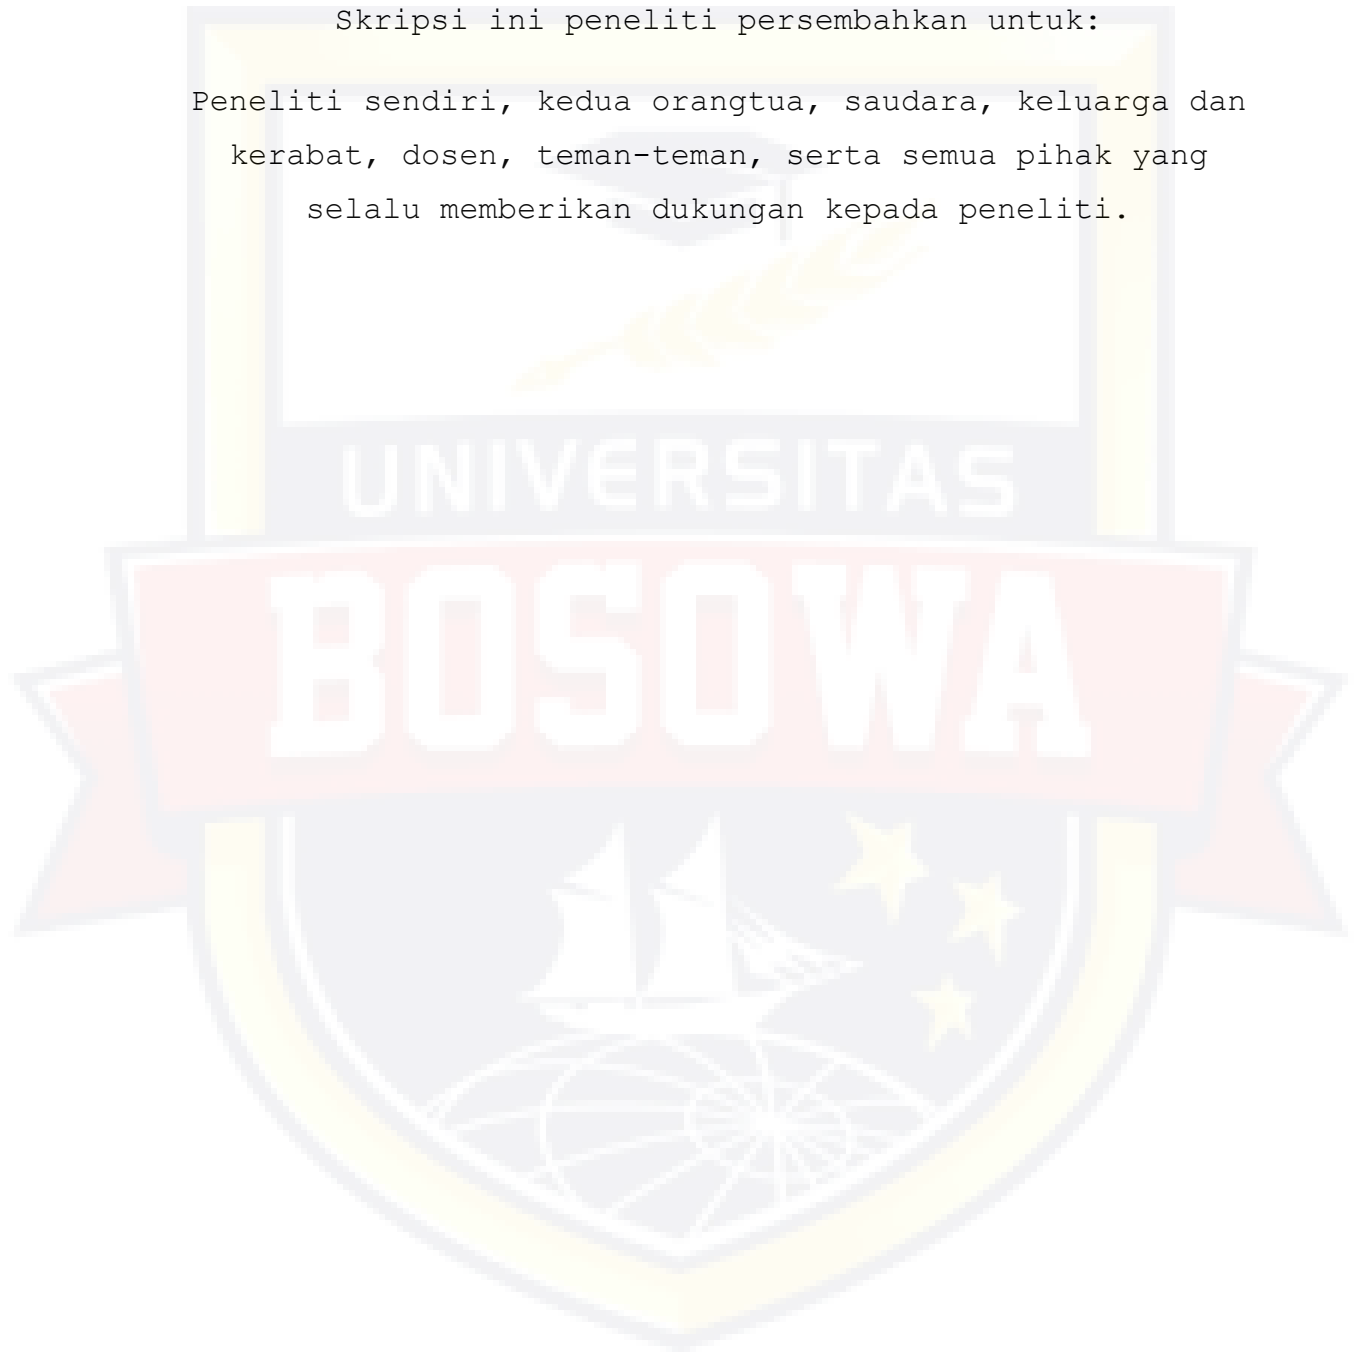 Skripsi ini peneliti persembahkan untuk:
Peneliti sendiri, kedua orangtua, saudara, keluarga dan
kerabat, dosen, teman-teman, serta semua pihak yang
selalu memberikan dukungan kepada peneliti.
UNIVERSITAS
BOSOWA